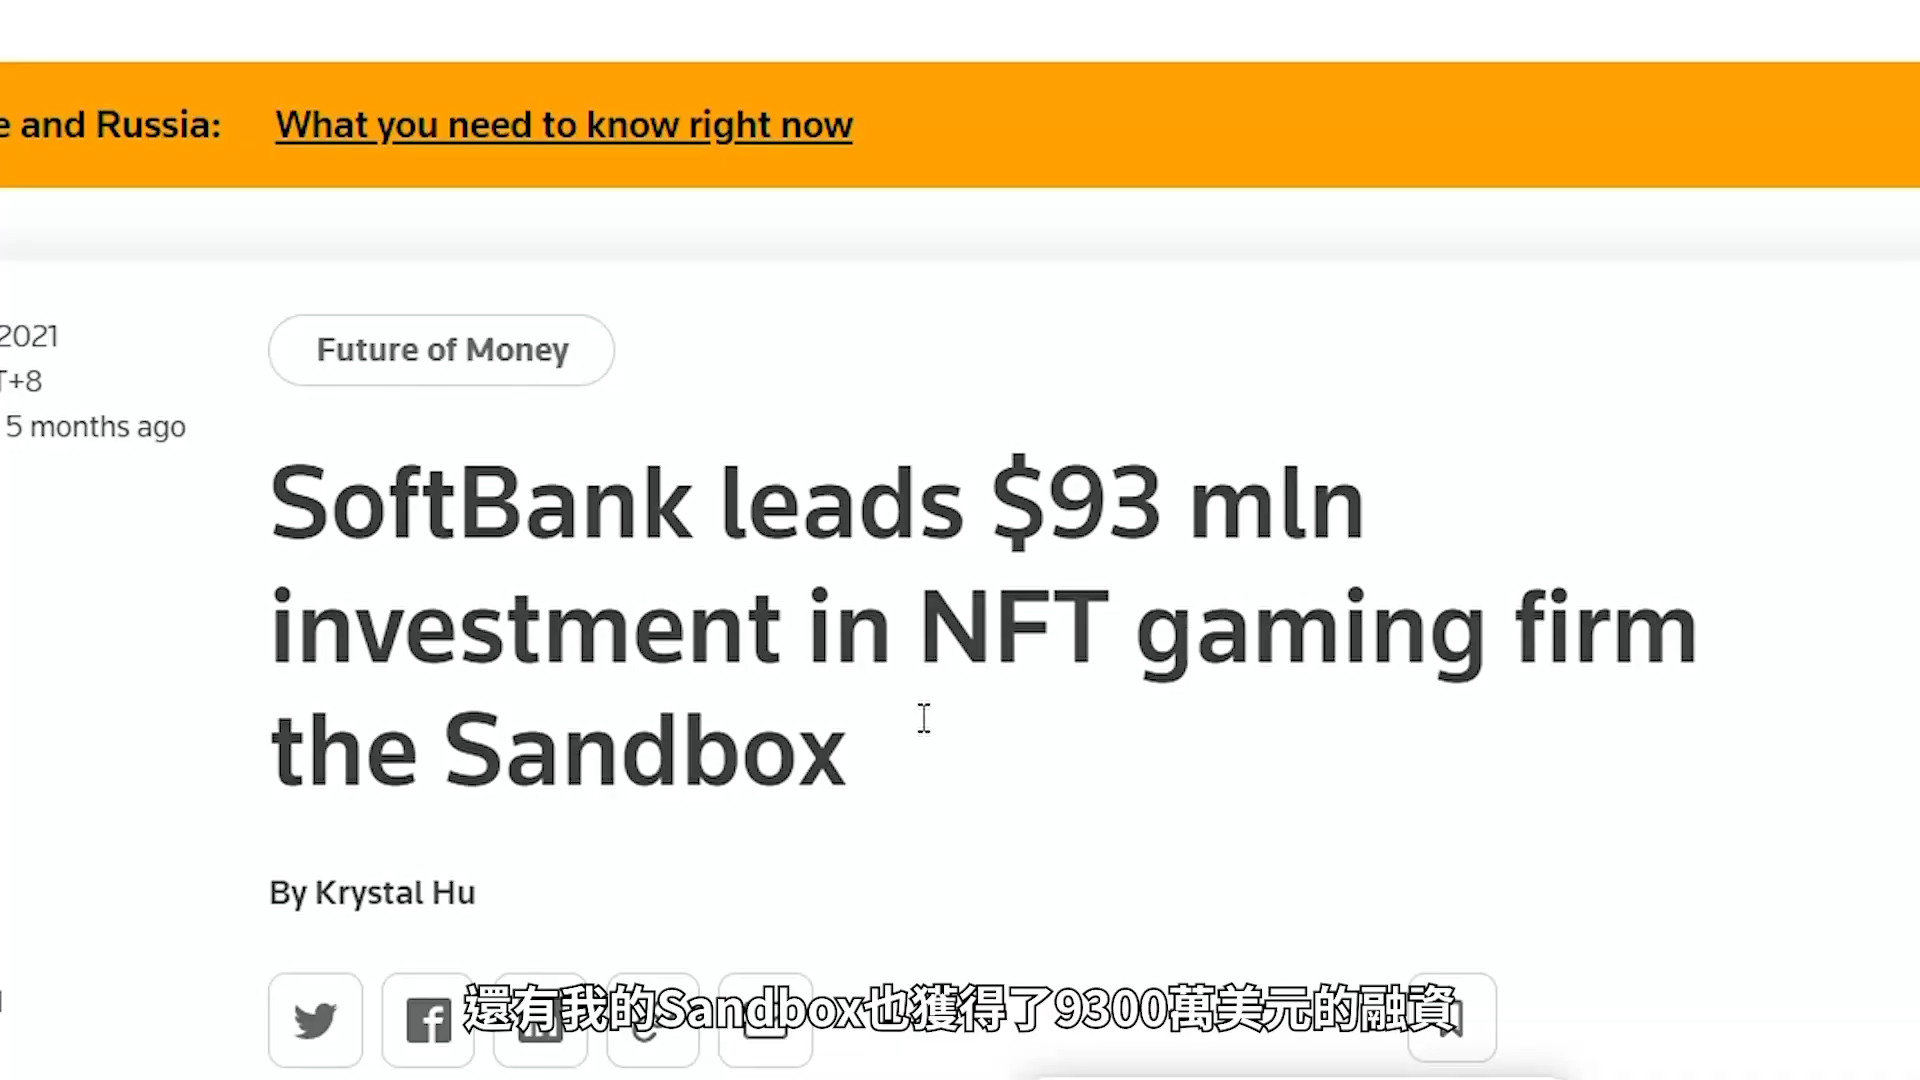 e and Russia: What you need to know right now
2021
T+8
5 months ago
Future of Money
SoftBank leads $93 mln
investment in NFT gaming firm
the Sandbox
By Krystal Hu
還有我的Sandbox也獲得了9300萬美元的融資